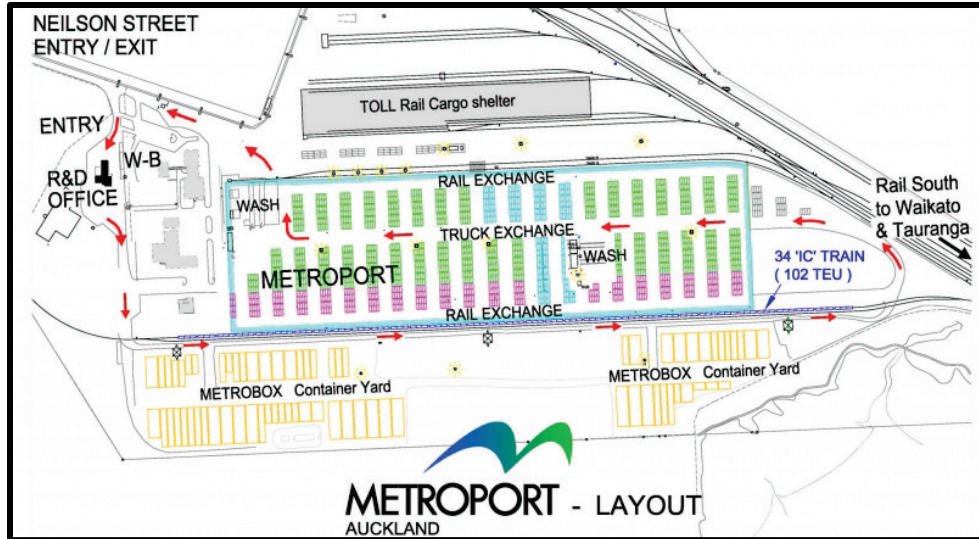 NEILSON STREET
ENTRY / EXIT
TOLL Rail Cargo shelter
ENTRY
W-B
R&D
OFFICE
RAIL EXCHANGE
WASH
TRUCK EXCHANGE
WASH
METROPORT
RAIL EXCHANGE
Rail South
to Waikato
& Tauranga
34 'IC' TRAIN
( 102 TEU )
METROBOX Container Yard
METROBOX Container Yard
METROPORT - LAYOUT
AUCKLAND